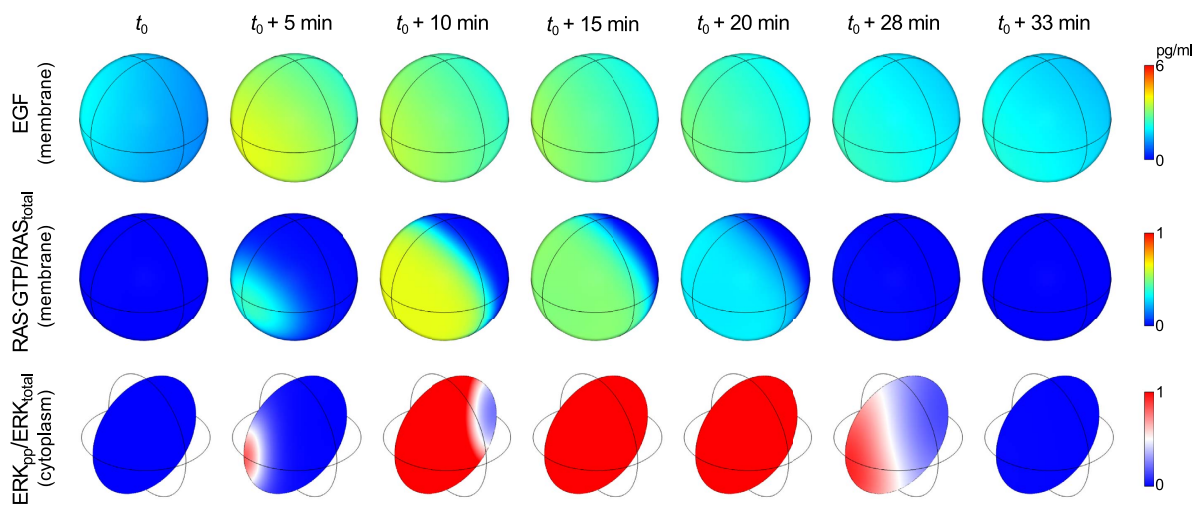 t0 t0 + 5 min t0 + 10 min t0 + 15 min t0 + 20 min t0 + 28 min t0 + 33 min
pg/ml
EGF
(membrane)
6
0
RAS·GTP/RAStotal
(membrane)
1
0
ERKpp/ERKtotal
(cytoplasm)
1
0